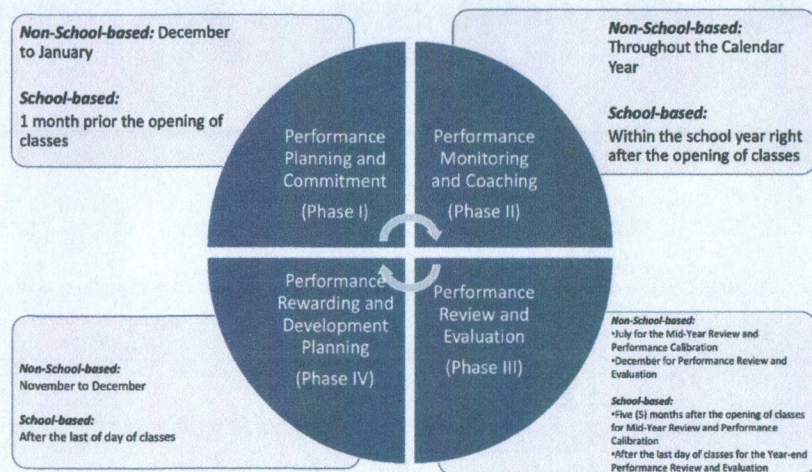 Non-School-based: December
to January
School-based:
1 month prior the opening of
classes
Non-School-based:
Throughout the Calendar
Year
School-based:
Within the school year right
after the opening of classes
Performance
Planning and
Commitment
(Phase I)
Performance
Monitoring
and Coaching
(Phase II)
Performance
Rewarding and
Development
Planning
(Phase IV)
Performance
Review and
Evaluation
(Phase III)
Non-School-based:
November to December
School-based:
After the last of day of classes
Non-School-based:
•July for the Mid-Year Review and
Performance Calibration
•December for Performance Review and
Evaluation
School-based:
•Five (5) months after the opening of classes
for Mid-Year Review and Performance
Calibration
•After the last day of classes for the Year-end
Performance Review and Evaluation